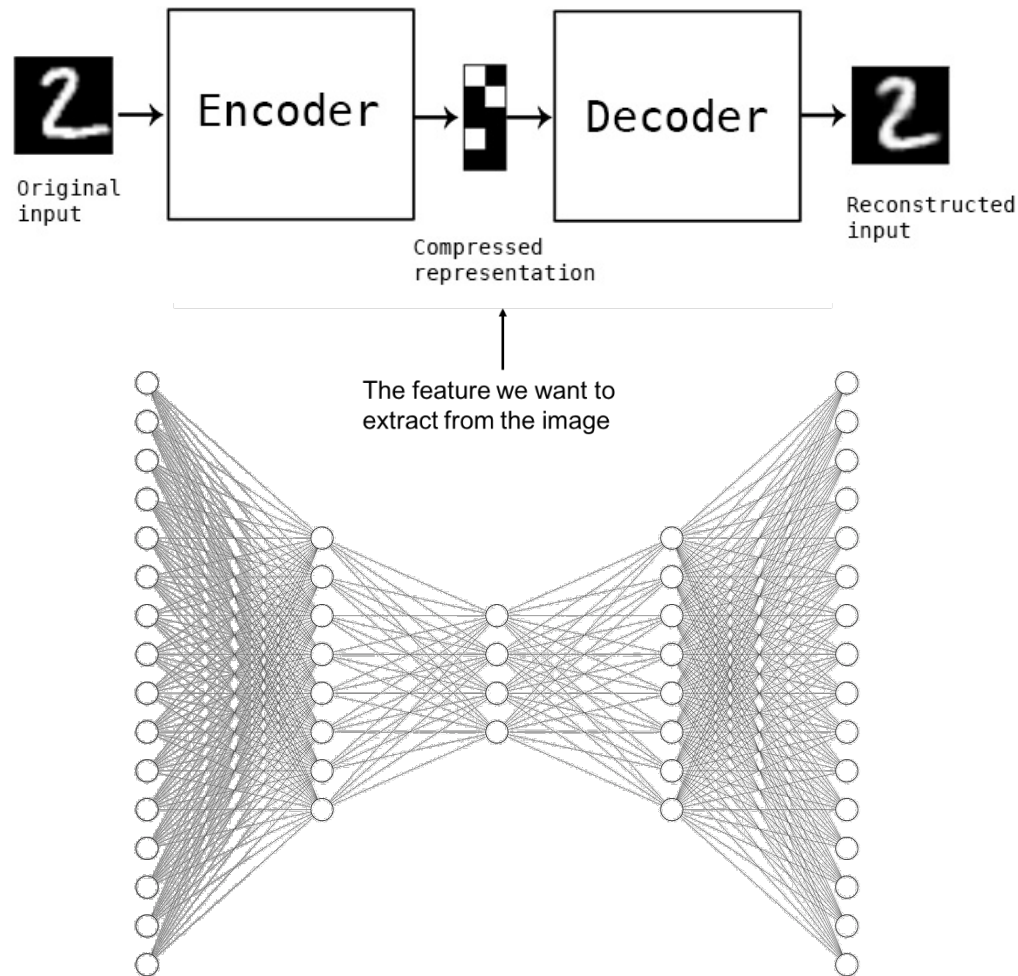 Encoder
Decoder
Original
input
Compressed
representation
Reconstructed
input
The feature we want to
extract from the image